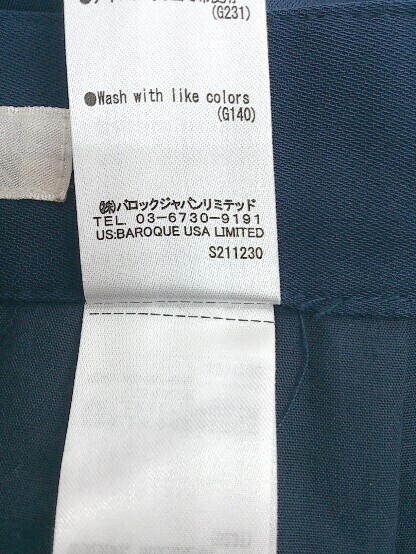 (G231)
●Wash with like colors
(G140)
㈱バロックジャパンリミテッド
TEL. 03-6730-9191
US:BAROQUE USA LIMITED
S211230